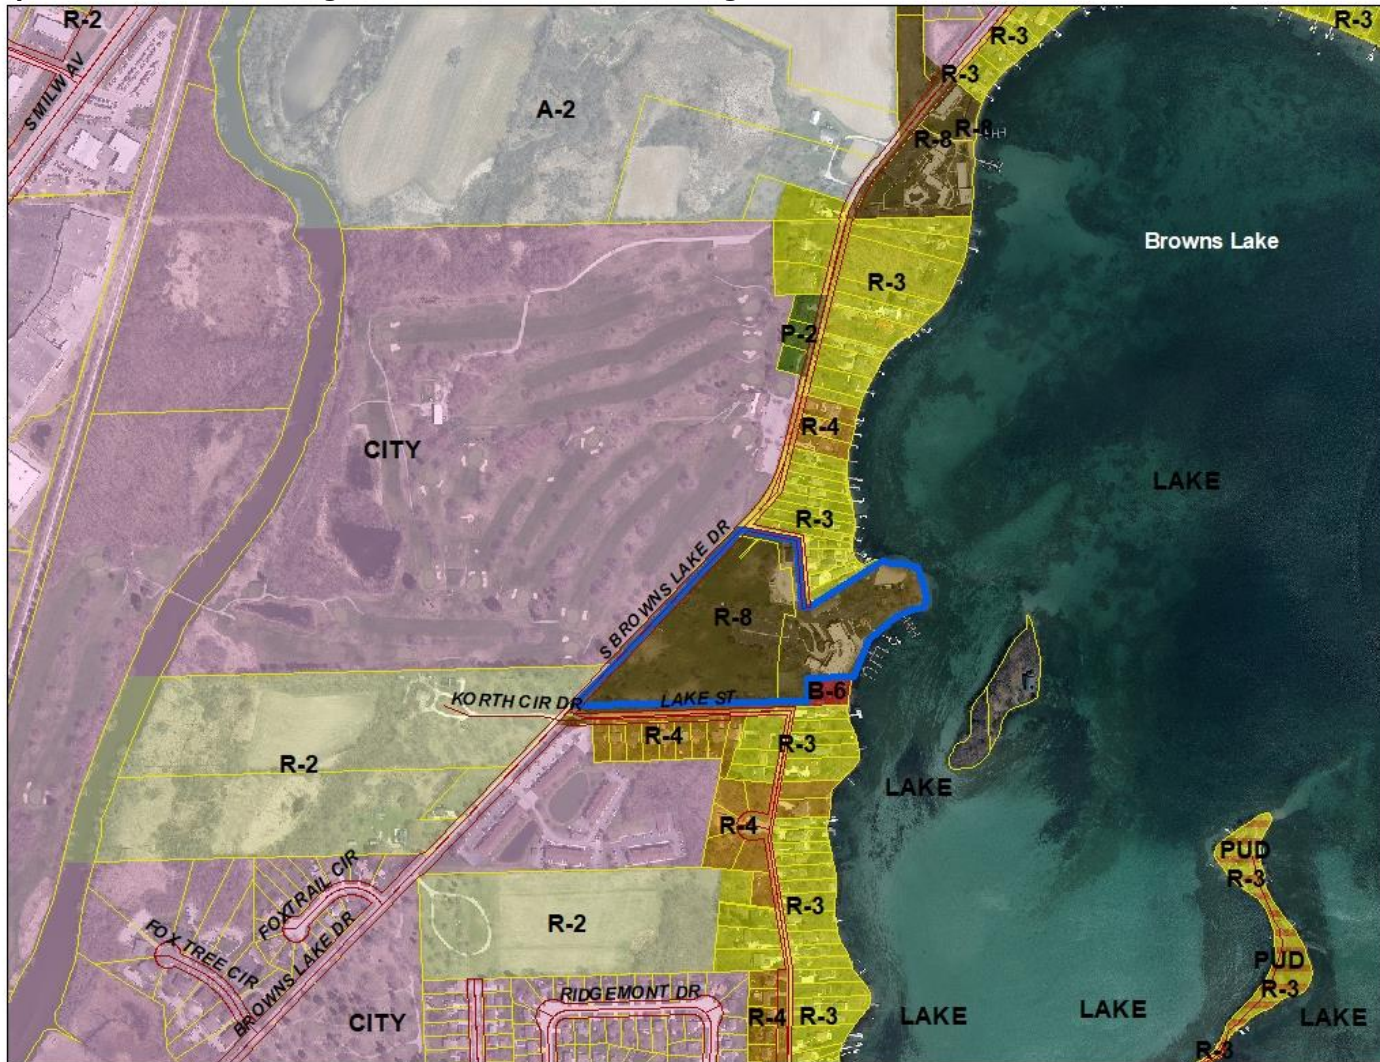 R-2
R-3
R-3
S MILW AV
R-3
A-2
R-8
R-8
Browns Lake
R-3
P-2
R-4
CITY
LAKE
R-3
S BROWNS LAKE DR
R-8
B-6
KORTH CIR DR
LAKE ST
R-4
R-3
R-2
LAKE
R-4
PUD
R-3
FOXTRAIL CIR
R-3
R-2
FOX TREE CIR
BROWNS LAKE DR
PUD
R-3
RIDGEMONT DR
CITY
R-4
R-3
LAKE
LAKE
LAKE
R-3